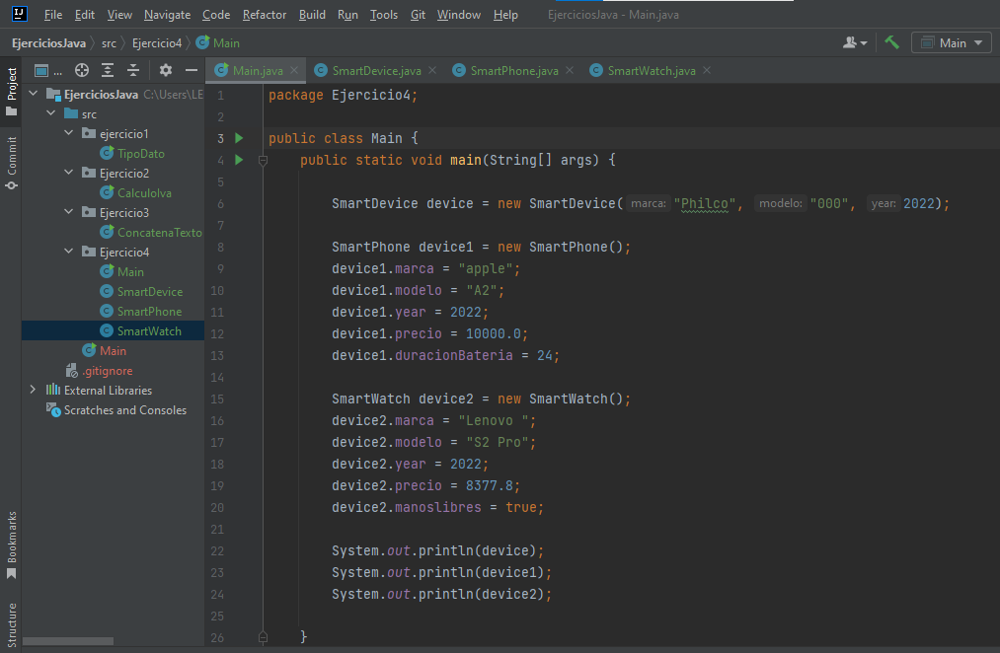 File Edit View Navigate Code Refactor Build Run Tools Git Window Help EjerciciosJava - Main.java
EjerciciosJava src Ejercicio4 Main Main
Project
Commit
Bookmarks
Structure
...
EjerciciosJava C:\Users\LE
src
ejercicio1
TipoDato
Ejercicio2
CalculoIva
Ejercicio3
ConcatenaTexto
Ejercicio4
Main
SmartDevice
SmartPhone
SmartWatch
Main
.gitignore
External Libraries
Scratches and Consoles
Main.java SmartDevice.java SmartPhone.java SmartWatch.java
1 package Ejercicio4;
2
3 public class Main {
4 public static void main(String[] args) {
5
6 SmartDevice device = new SmartDevice( marca: "Philco", modelo: "000", year: 2022);
7
8 SmartPhone device1 = new SmartPhone();
9 device1.marca = "apple";
10 device1.modelo = "A2";
11 device1.year = 2022;
12 device1.precio = 10000.0;
13 device1.duracionBateria = 24;
14
15 SmartWatch device2 = new SmartWatch();
16 device2.marca = "Lenovo ";
17 device2.modelo = "S2 Pro";
18 device2.year = 2022;
19 device2.precio = 8377.8;
20 device2.manoslibres = true;
21
22 System.out.println(device);
23 System.out.println(device1);
24 System.out.println(device2);
25
26 }